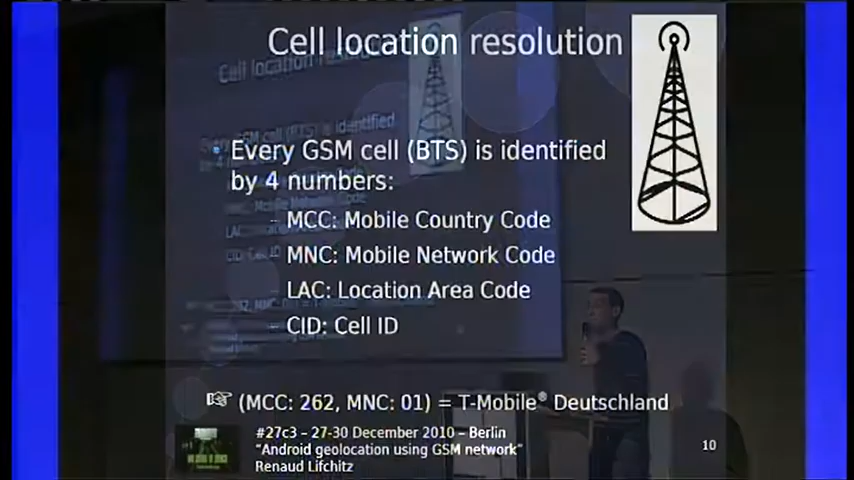 Cell location resolution
Every GSM cell (BTS) is identified
by 4 numbers:
– MCC: Mobile Country Code
– MNC: Mobile Network Code
– LAC: Location Area Code
– CID: Cell ID
☞ (MCC: 262, MNC: 01) = T-Mobile® Deutschland
#27c3 – 27-30 December 2010 – Berlin
"Android geolocation using GSM network"
Renaud Lifchitz
10